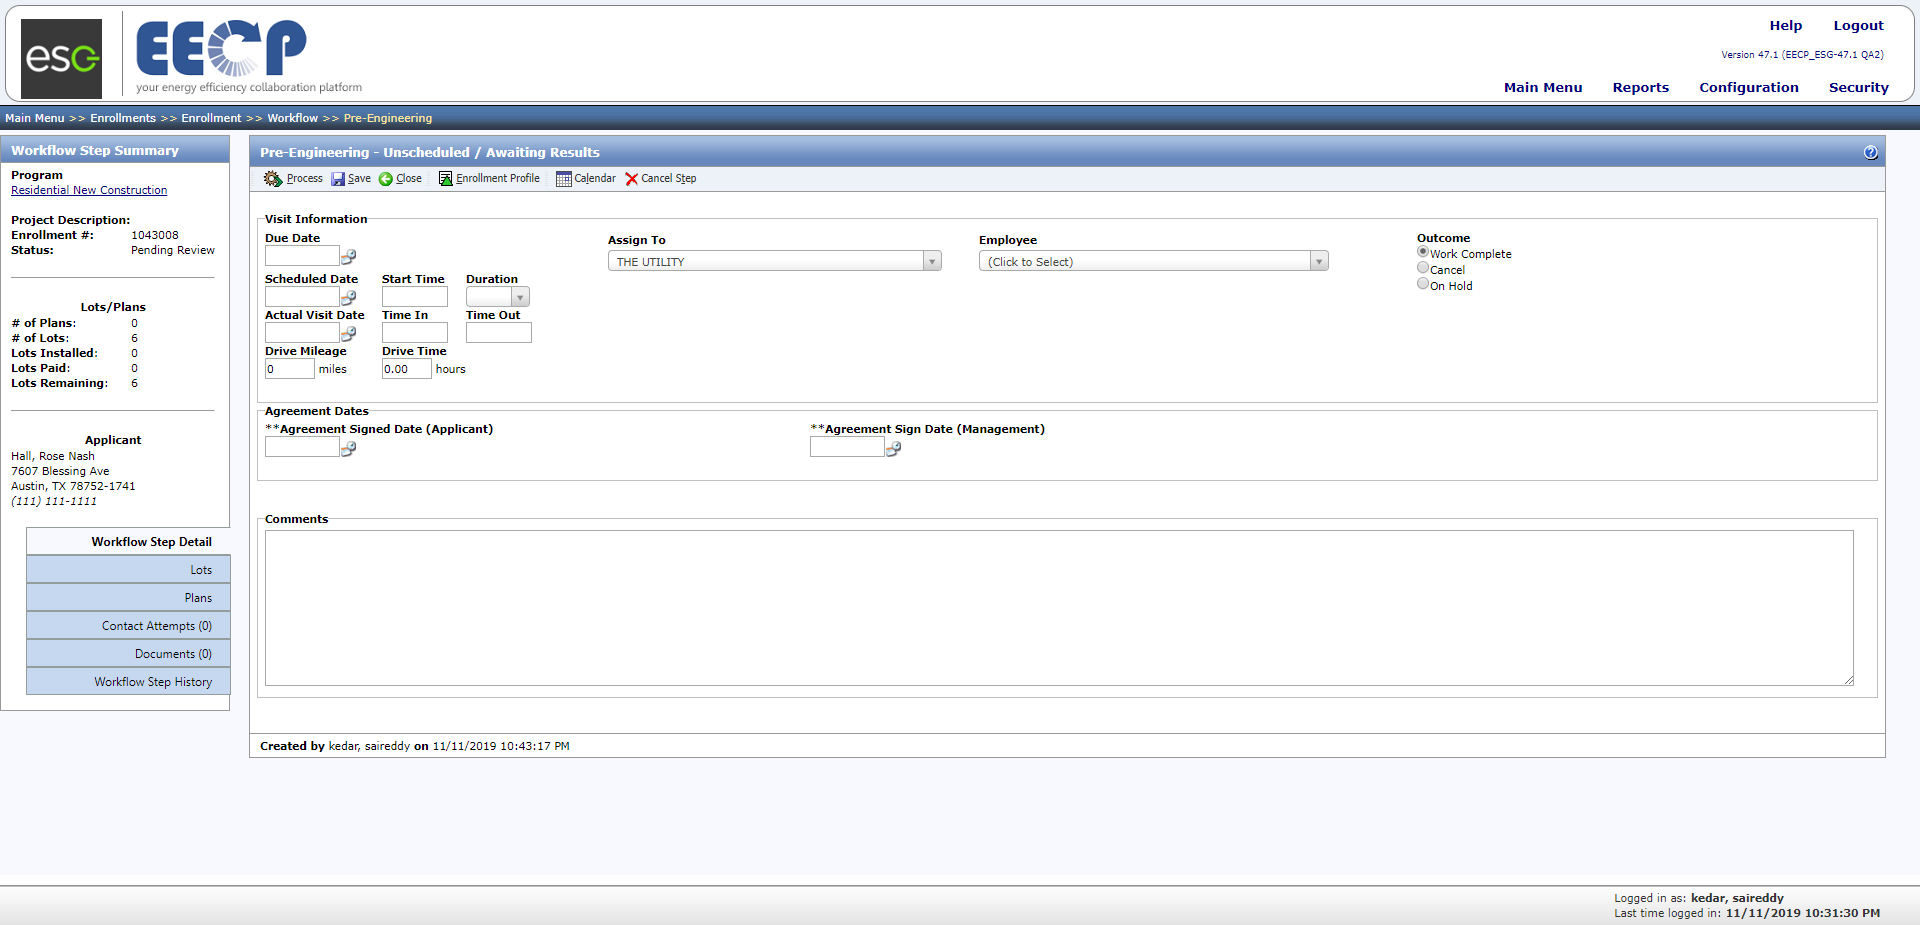 Help Logout
esg
EECP
your energy efficiency collaboration platform
Version 47.1 (EECP_ESG-47.1 QA2)
Main Menu Reports Configuration Security
Main Menu >> Enrollments >> Enrollment >> Workflow >> Pre-Engineering
Workflow Step Summary
Program
Residential New Construction
Project Description:
Enrollment #: 1043008
Status: Pending Review
Lots/Plans
# of Plans: 0
# of Lots: 6
Lots Installed: 0
Lots Paid: 0
Lots Remaining: 6
Applicant
Hall, Rose Nash
7607 Blessing Ave
Austin, TX 78752-1741
(111) 111-1111
Workflow Step Detail
Lots
Plans
Contact Attempts (0)
Documents (0)
Workflow Step History
Pre-Engineering - Unscheduled / Awaiting Results
?
Process Save Close Enrollment Profile Calendar Cancel Step
Visit Information
Due Date
Assign To
THE UTILITY
Employee
(Click to Select)
Outcome
Work Complete
Cancel
On Hold
Scheduled Date Start Time Duration
Actual Visit Date Time In Time Out
Drive Mileage Drive Time
0 miles 0.00 hours
Agreement Dates
**Agreement Signed Date (Applicant) **Agreement Sign Date (Management)
Comments
Created by kedar, saireddy on 11/11/2019 10:43:17 PM
Logged in as: kedar, saireddy
Last time logged in: 11/11/2019 10:31:30 PM